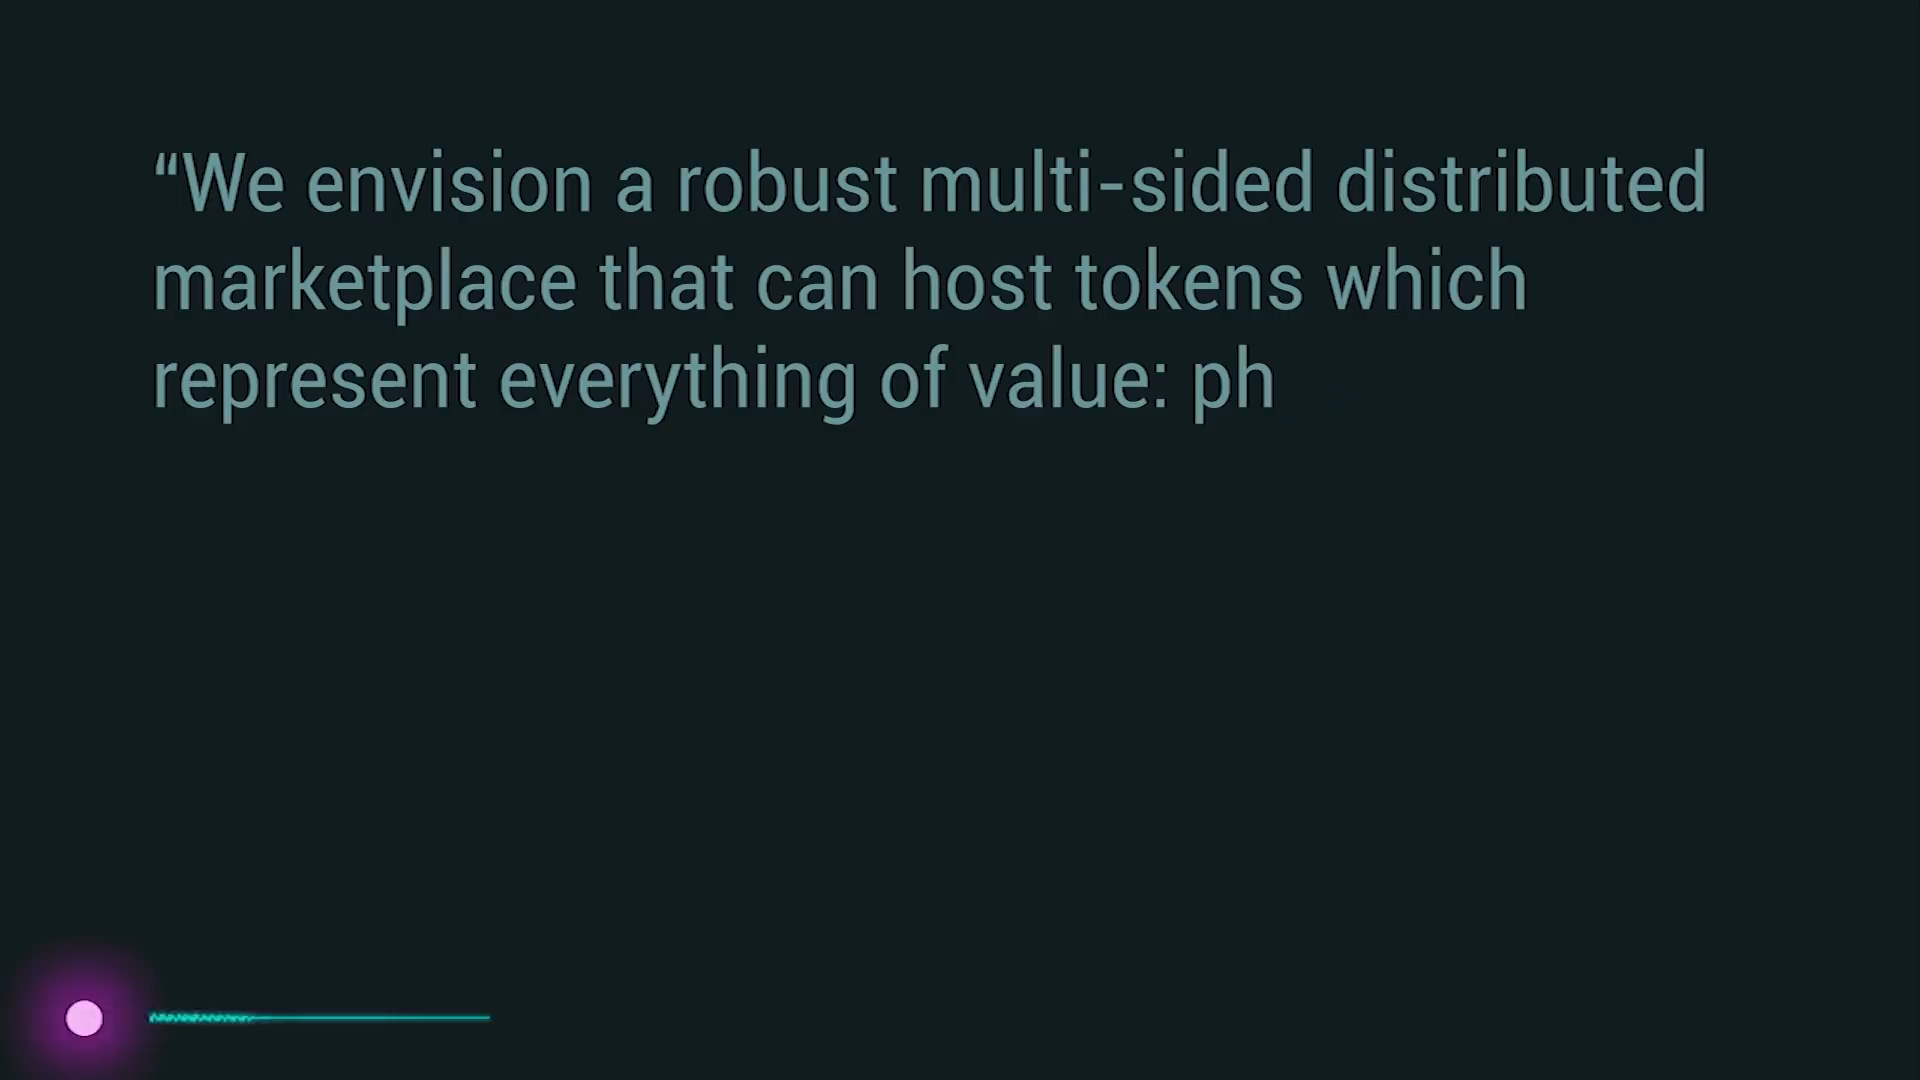 “We envision a robust multi-sided distributed
marketplace that can host tokens which
represent everything of value: ph